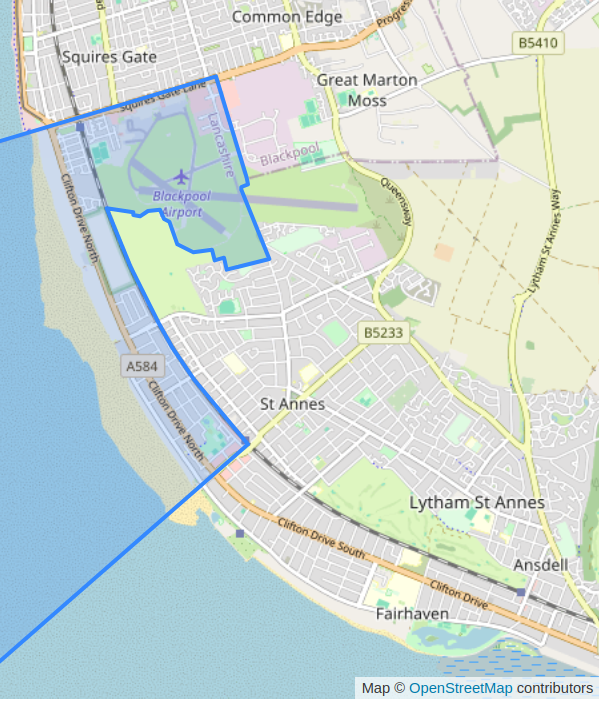 Common Edge
Progress
B5410
Squires Gate
ad
Great Marton
Moss
Squires Gate Lane
Lancashire
Blackpool
Blackpool
Airport
Queensway
Clifton Drive North
Lytham St Annes Way
B5233
A584
Clifton Drive North
St Annes
Lytham St Annes
Clifton Drive South
Ansdell
Clifton Drive
Fairhaven
Map © OpenStreetMap contributors